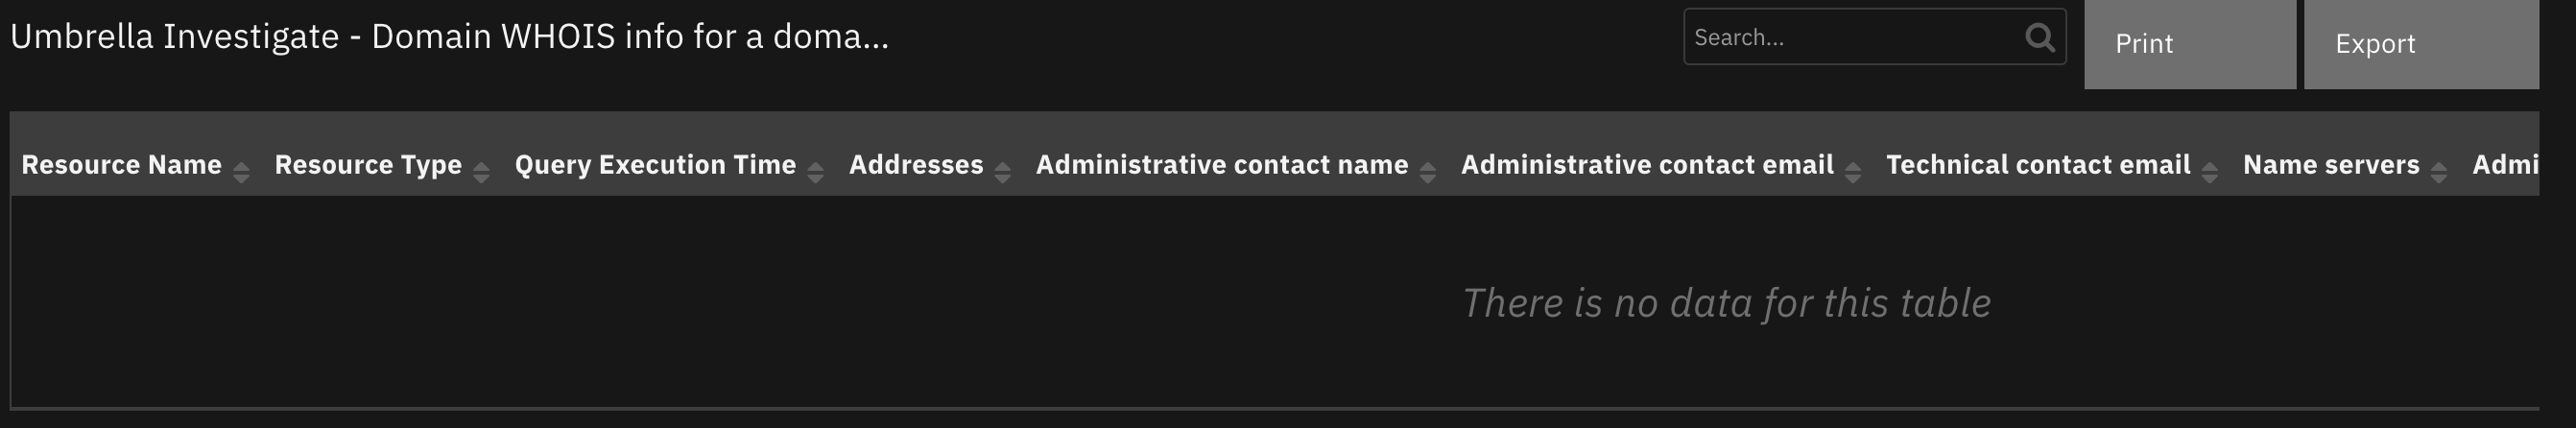 Umbrella Investigate - Domain WHOIS info for a doma...
Search...
Print
Export
Resource Name Resource Type Query Execution Time Addresses Administrative contact name Administrative contact email Technical contact email Name servers Admi
There is no data for this table